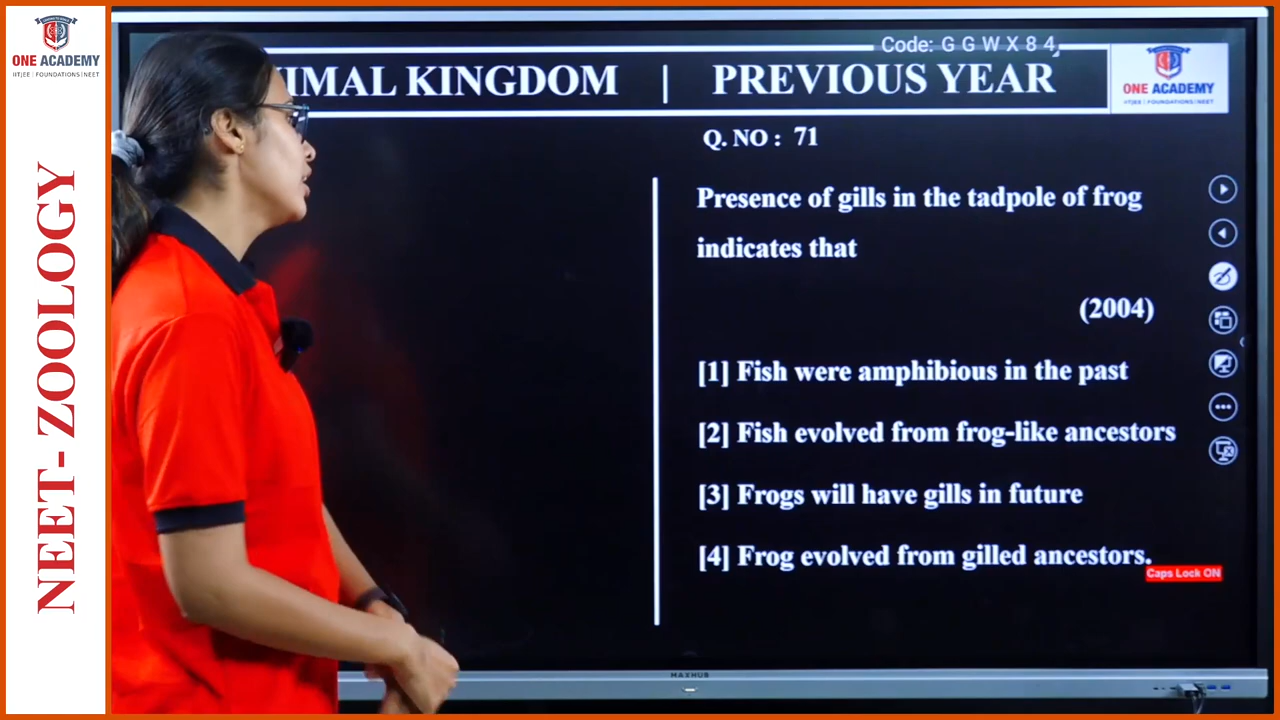 ONE ACADEMY
IIT|JEE | FOUNDATIONS | NEET
NEET- ZOOLOGY
Code: GGWX84
IMAL KINGDOM | PREVIOUS YEAR
ONE ACADEMY
IIT|JEE | FOUNDATIONS | NEET
Q. NO : 71
Presence of gills in the tadpole of frog
indicates that
(2004)
[1] Fish were amphibious in the past
[2] Fish evolved from frog-like ancestors
[3] Frogs will have gills in future
[4] Frog evolved from gilled ancestors.
Caps Lock ON
MAXHUB